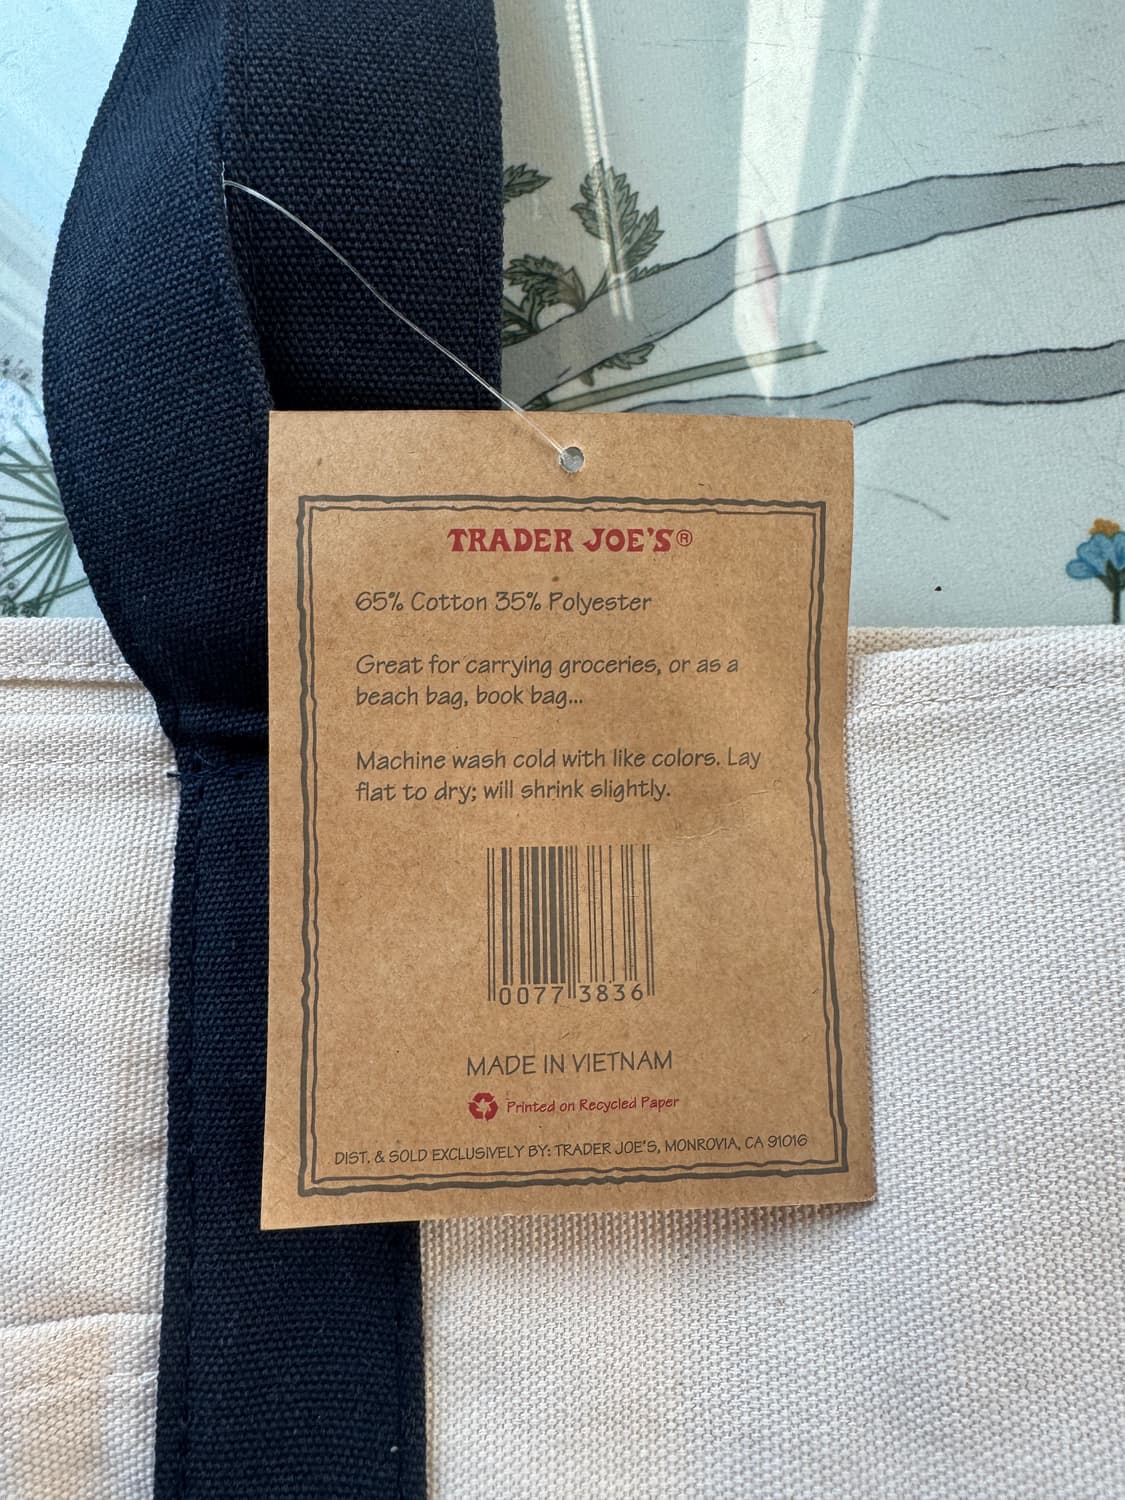 TRADER JOE'S®
65% Cotton 35% Polyester
Great for carrying groceries, or as a
beach bag, book bag...
Machine wash cold with like colors. Lay
flat to dry; will shrink slightly.
0077 3836
MADE IN VIETNAM
Printed on Recycled Paper
DIST. & SOLD EXCLUSIVELY BY: TRADER JOE'S, MONROVIA, CA 91016